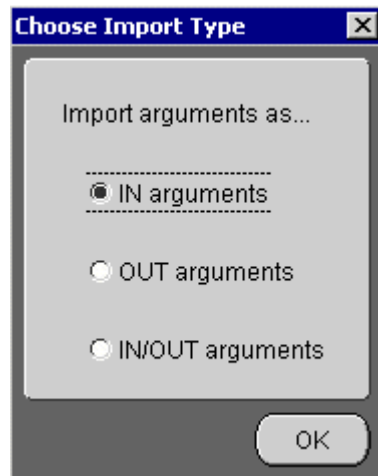 Choose Import Type
Import arguments as...
IN arguments
OUT arguments
IN/OUT arguments
OK